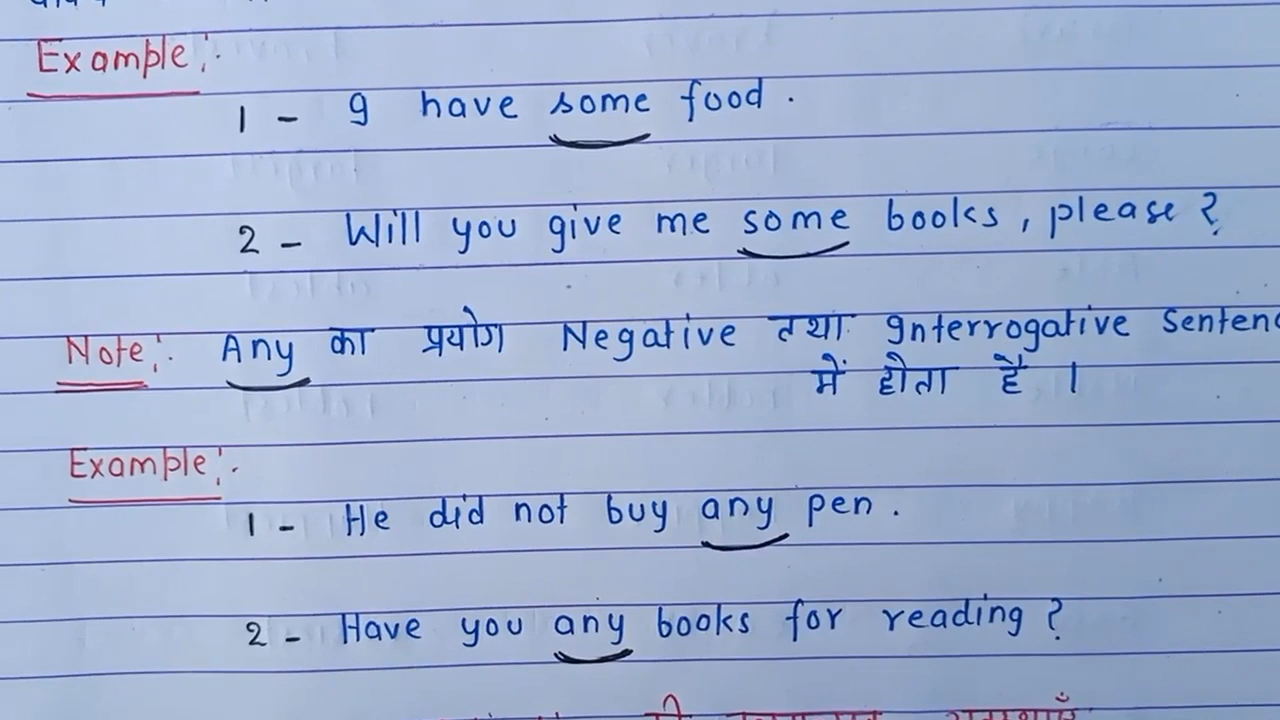 Example:-
1 - I have some food.
2 - Will you give me some books, please?
Note:- Any का प्रयोग Negative तथा Interrogative Sentenc
में होता है ।
Example:-
1 - He did not buy any pen.
2 - Have you any books for reading?